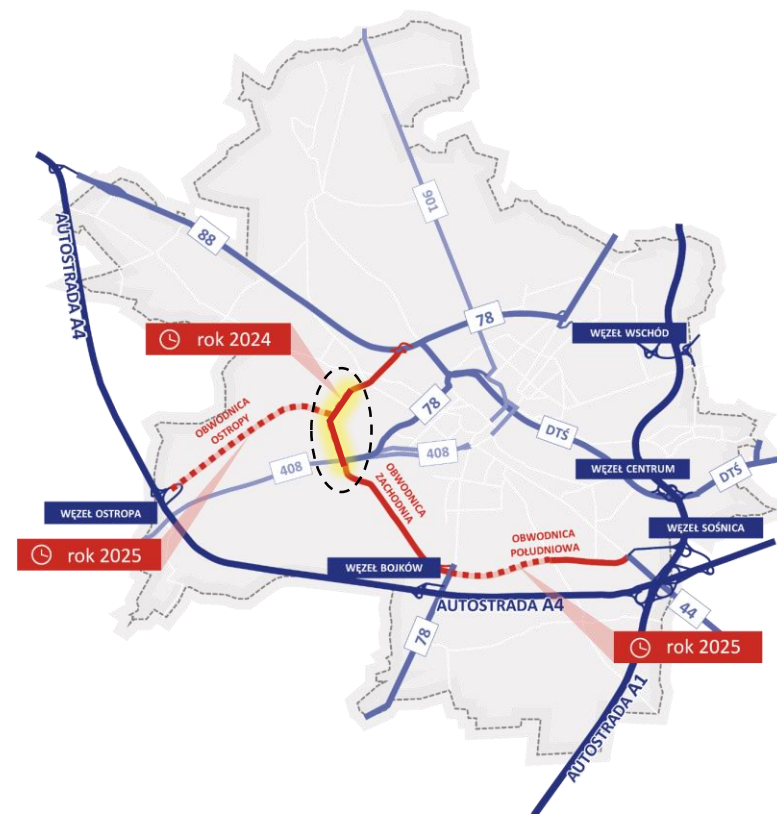 901
AUTOSTRADA A4
88
78
WĘZEŁ WSCHÓD
rok 2024
OBWODNICA
OSTROPY
78
DTŚ
408
408
OBWODNICA
ZACHODNIA
WĘZEŁ CENTRUM
DTŚ
WĘZEŁ OSTROPA
WĘZEŁ SOŚNICA
OBWODNICA
POŁUDNIOWA
rok 2025
WĘZEŁ BOJKÓW
AUTOSTRADA A4
44
78
rok 2025
AUTOSTRADA A1